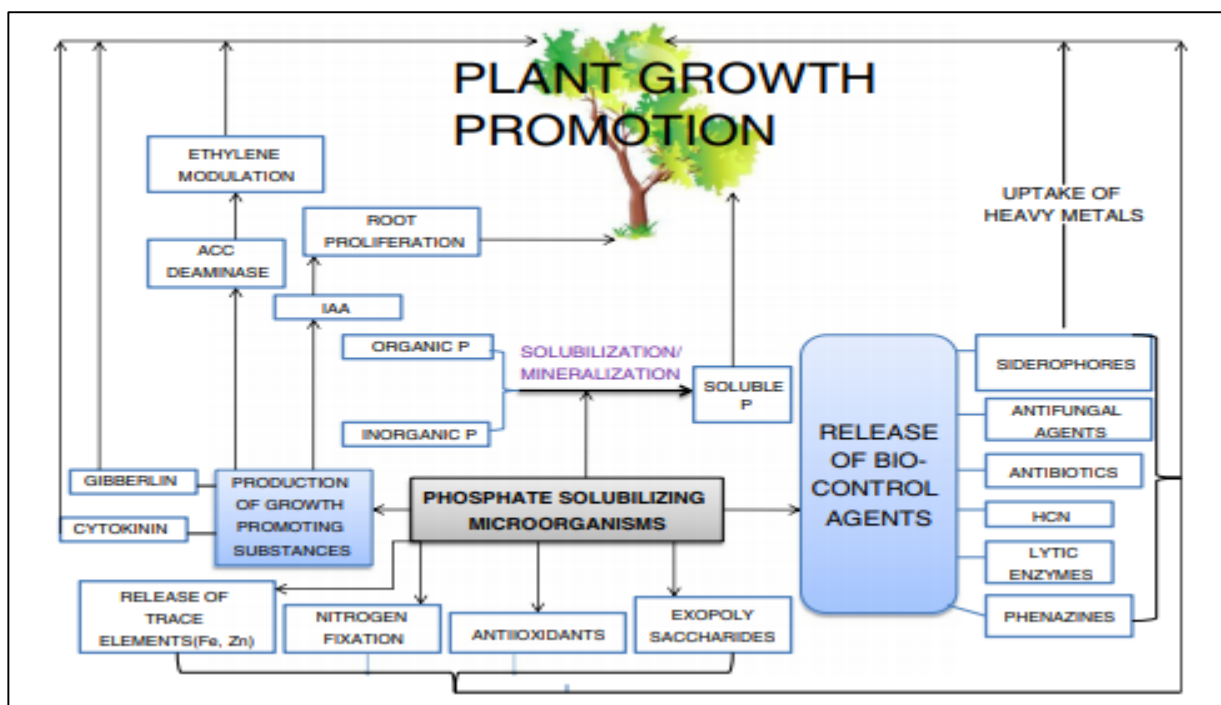 PLANT GROWTH
PROMOTION
ETHYLENE
MODULATION
UPTAKE OF
HEAVY METALS
ROOT
PROLIFERATION
ACC
DEAMINASE
IAA
ORGANIC P
SOLUBILIZATION/
MINERALIZATION
SOLUBLE
P
INORGANIC P
SIDEROPHORES
ANTIFUNGAL
AGENTS
RELEASE
OF BIO-
CONTROL
AGENTS
ANTIBIOTICS
HCN
LYTIC
ENZYMES
PHENAZINES
GIBBERLIN
CYTOKININ
PRODUCTION
OF GROWTH
PROMOTING
SUBSTANCES
PHOSPHATE SOLUBILIZING
MICROORGANISMS
RELEASE OF
TRACE
ELEMENTS(Fe, Zn)
NITROGEN
FIXATION
ANTIIOXIDANTS
EXOPOLY
SACCHARIDES